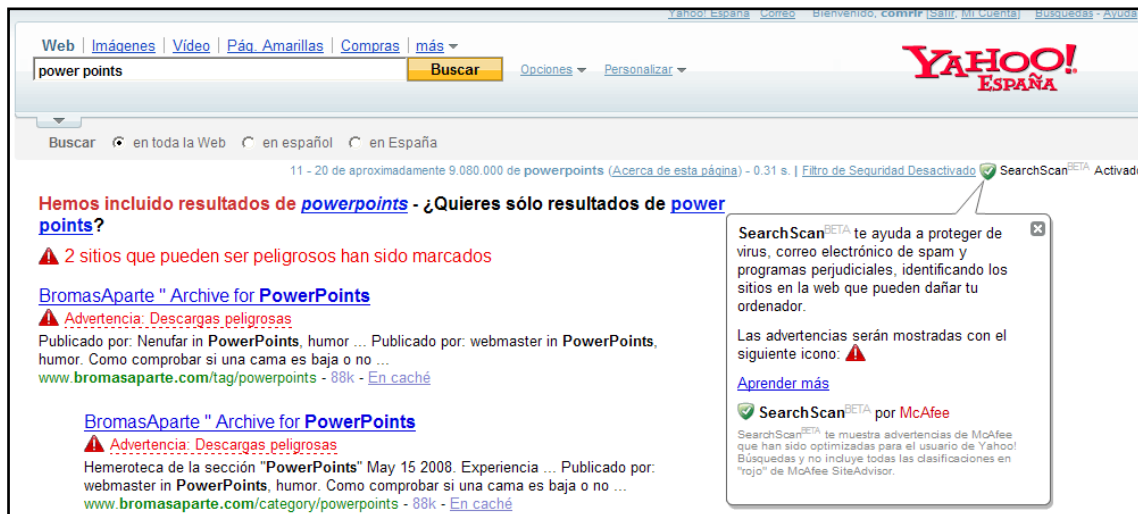 Yahoo! España Correo Bienvenido, comrir [Salir, Mi Cuenta] Búsquedas - Ayuda
Web | Imágenes | Vídeo | Pág. Amarillas | Compras | más
power points Buscar Opciones Personalizar
YAHOO!
ESPAÑA
Buscar en toda la Web en español en España
11 - 20 de aproximadamente 9.080.000 de powerpoints (Acerca de esta página) - 0.31 s. | Filtro de Seguridad Desactivado SearchScan BETA Activado
Hemos incluido resultados de powerpoints - ¿Quieres sólo resultados de power
points?
2 sitios que pueden ser peligrosos han sido marcados
BromasAparte " Archive for PowerPoints
Advertencia: Descargas peligrosas
Publicado por: Nenufar in PowerPoints, humor ... Publicado por: webmaster in PowerPoints,
humor. Como comprobar si una cama es baja o no ...
www.bromasaparte.com/tag/powerpoints - 88k - En caché
BromasAparte " Archive for PowerPoints
Advertencia: Descargas peligrosas
Hemeroteca de la sección "PowerPoints" May 15 2008. Experiencia ... Publicado por:
webmaster in PowerPoints, humor. Como comprobar si una cama es baja o no ...
www.bromasaparte.com/category/powerpoints - 88k - En caché
SearchScan BETA te ayuda a proteger de
virus, correo electrónico de spam y
programas perjudiciales, identificando los
sitios en la web que pueden dañar tu
ordenador.
Las advertencias serán mostradas con el
siguiente icono:
Aprender más
SearchScan BETA por McAfee
SearchScan BETA te muestra advertencias de McAfee
que han sido optimizadas para el usuario de Yahoo!
Búsquedas y no incluye todas las clasificaciones en
"rojo" de McAfee SiteAdvisor.